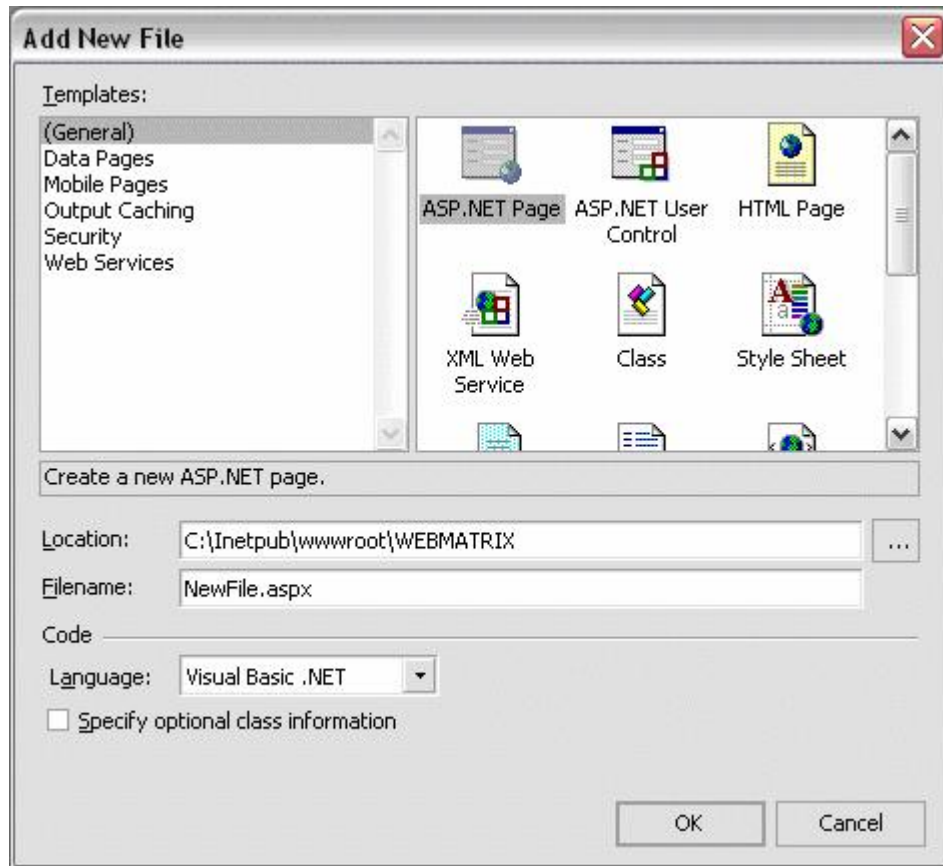 Add New File
Templates:
(General)
Data Pages
Mobile Pages
Output Caching
Security
Web Services
ASP.NET Page
ASP.NET User
Control
HTML Page
XML Web
Service
Class
Style Sheet
Create a new ASP.NET page.
Location:
C:\Inetpub\wwwroot\WEBMATRIX
...
Filename:
NewFile.aspx
Code
Language:
Visual Basic .NET
Specify optional class information
OK
Cancel